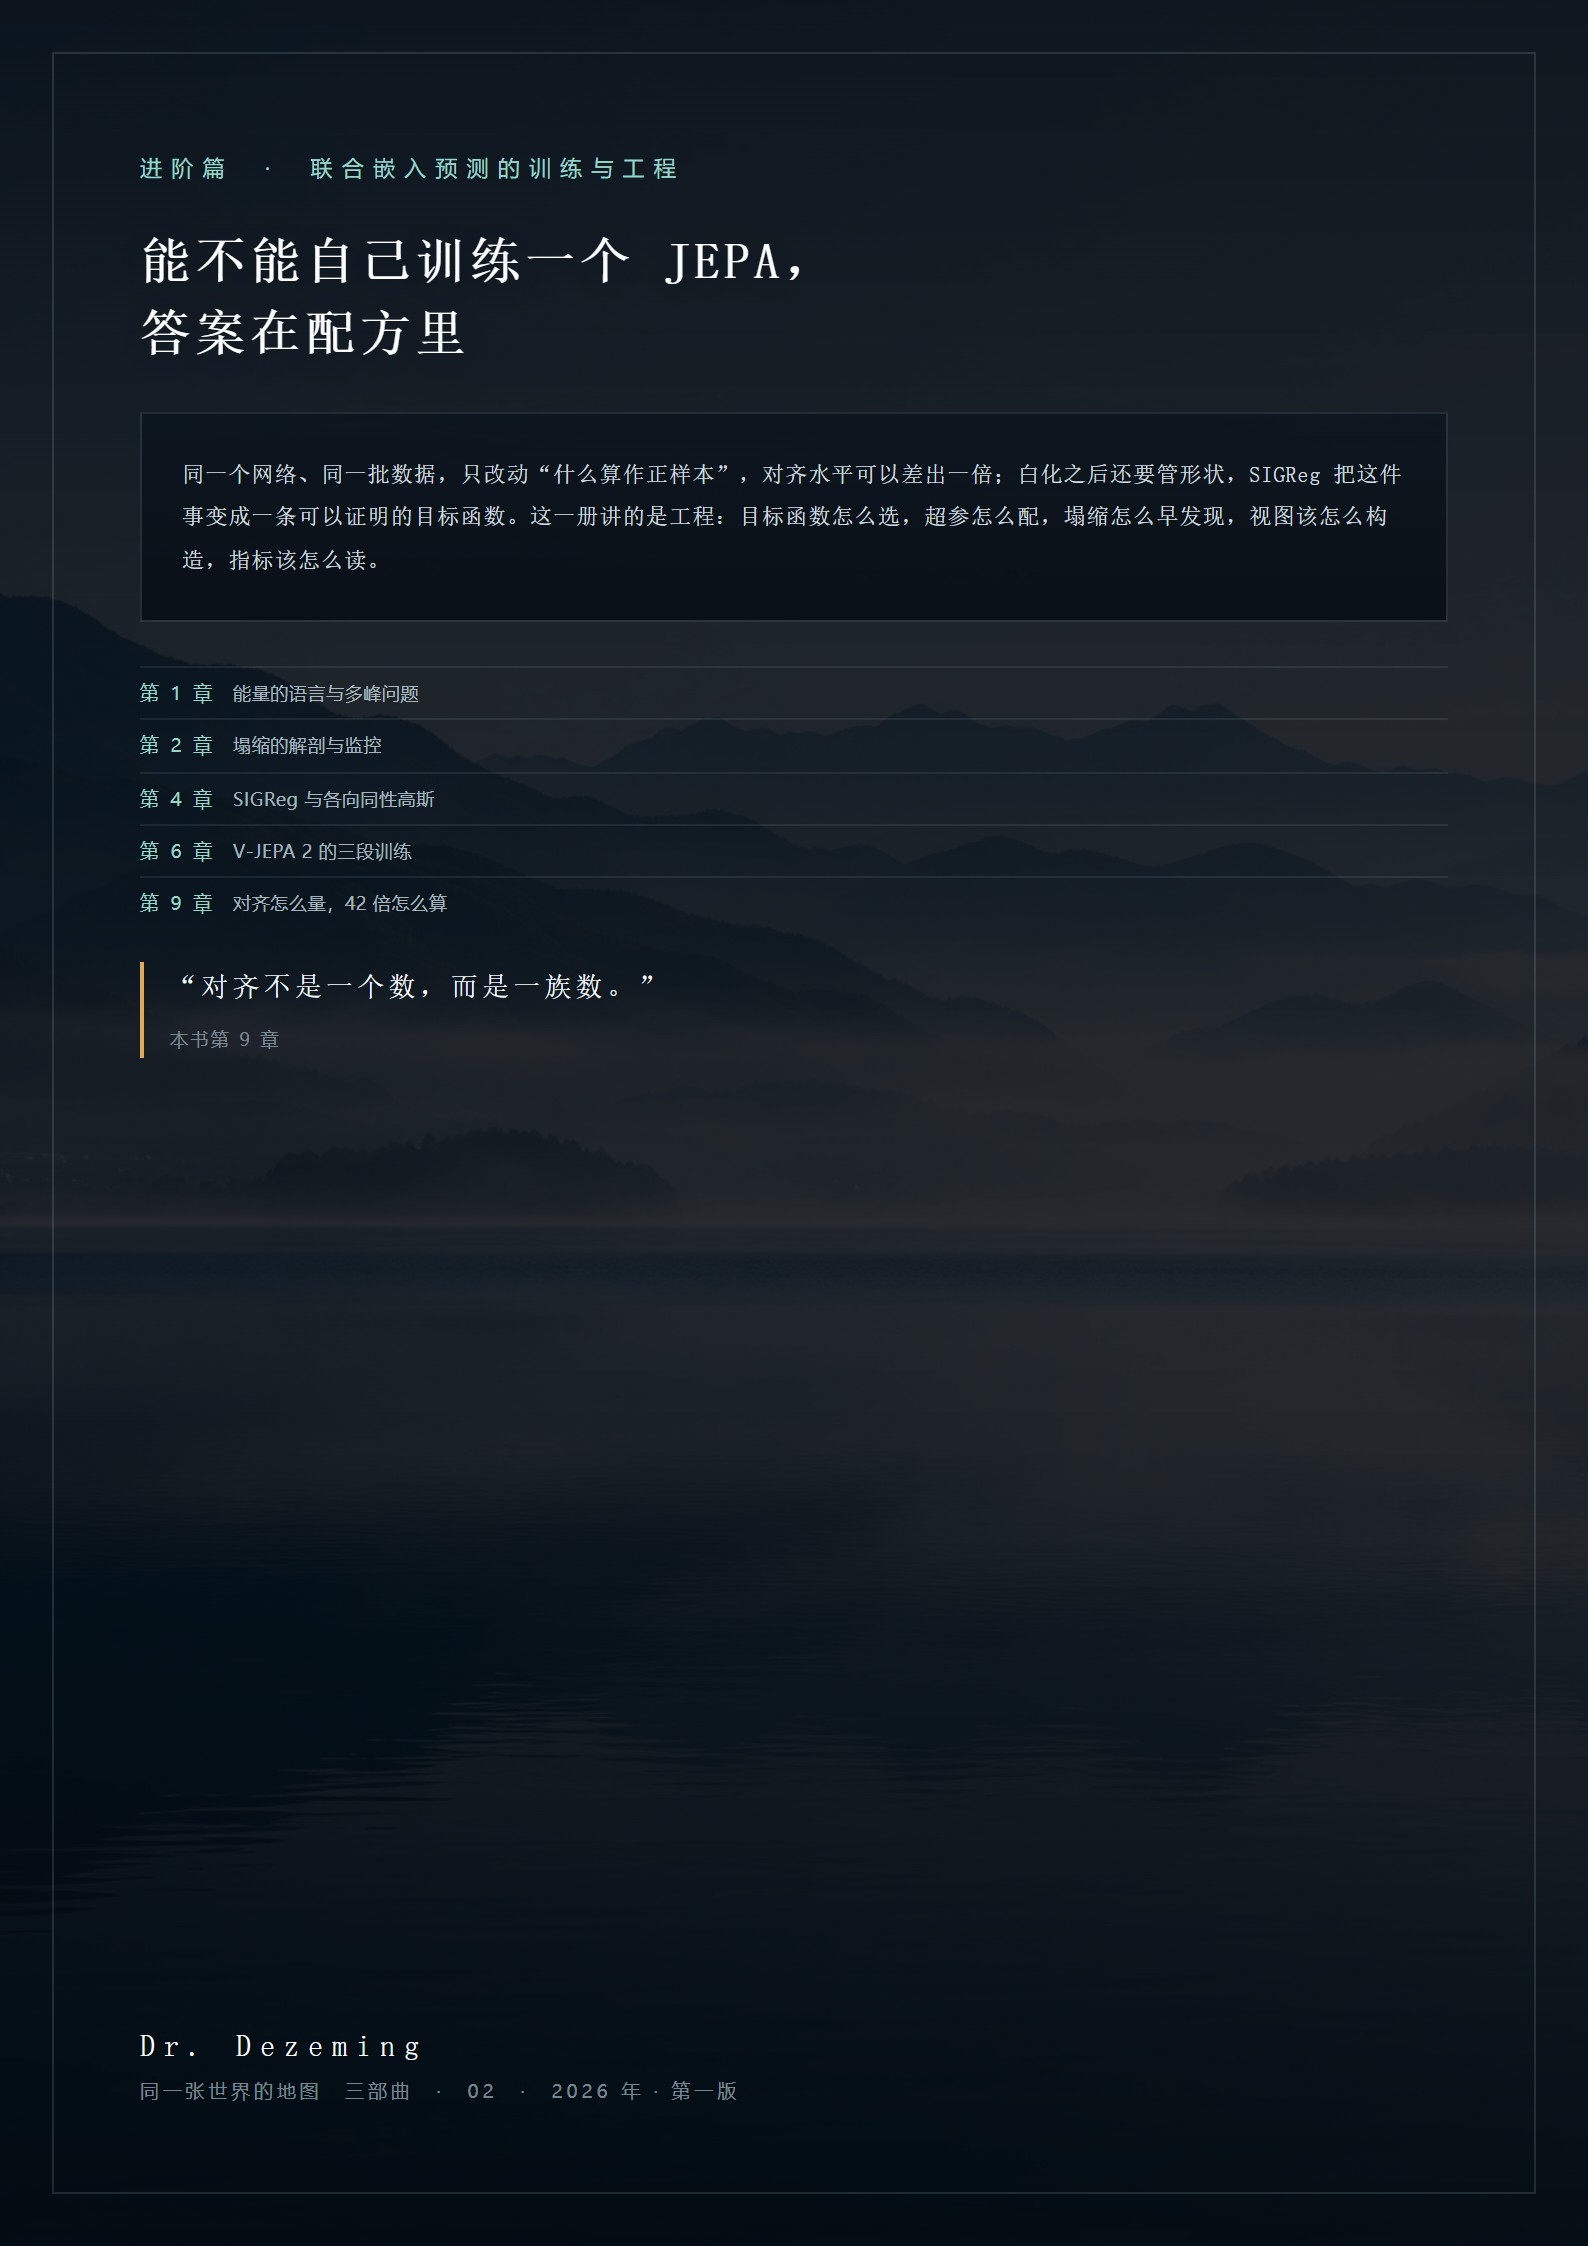 进阶篇 · 联合嵌入预测的训练与工程
能不能自己训练一个 JEPA，
答案在配方里
同一个网络、同一批数据，只改动“什么算作正样本”，对齐水平可以差出一倍；白化之后还要管形状，SIGReg 把这件
事变成一条可以证明的目标函数。这一册讲的是工程：目标函数怎么选，超参怎么配，塌缩怎么早发现，视图该怎么构
造，指标该怎么读。
第 1 章 能量的语言与多峰问题
第 2 章 塌缩的解剖与监控
第 4 章 SIGReg 与各向同性高斯
第 6 章 V-JEPA 2 的三段训练
第 9 章 对齐怎么量，42 倍怎么算
“对齐不是一个数，而是一族数。”
本书第 9 章
Dr. Dezeming
同一张世界的地图 三部曲 · 02 · 2026 年 · 第一版